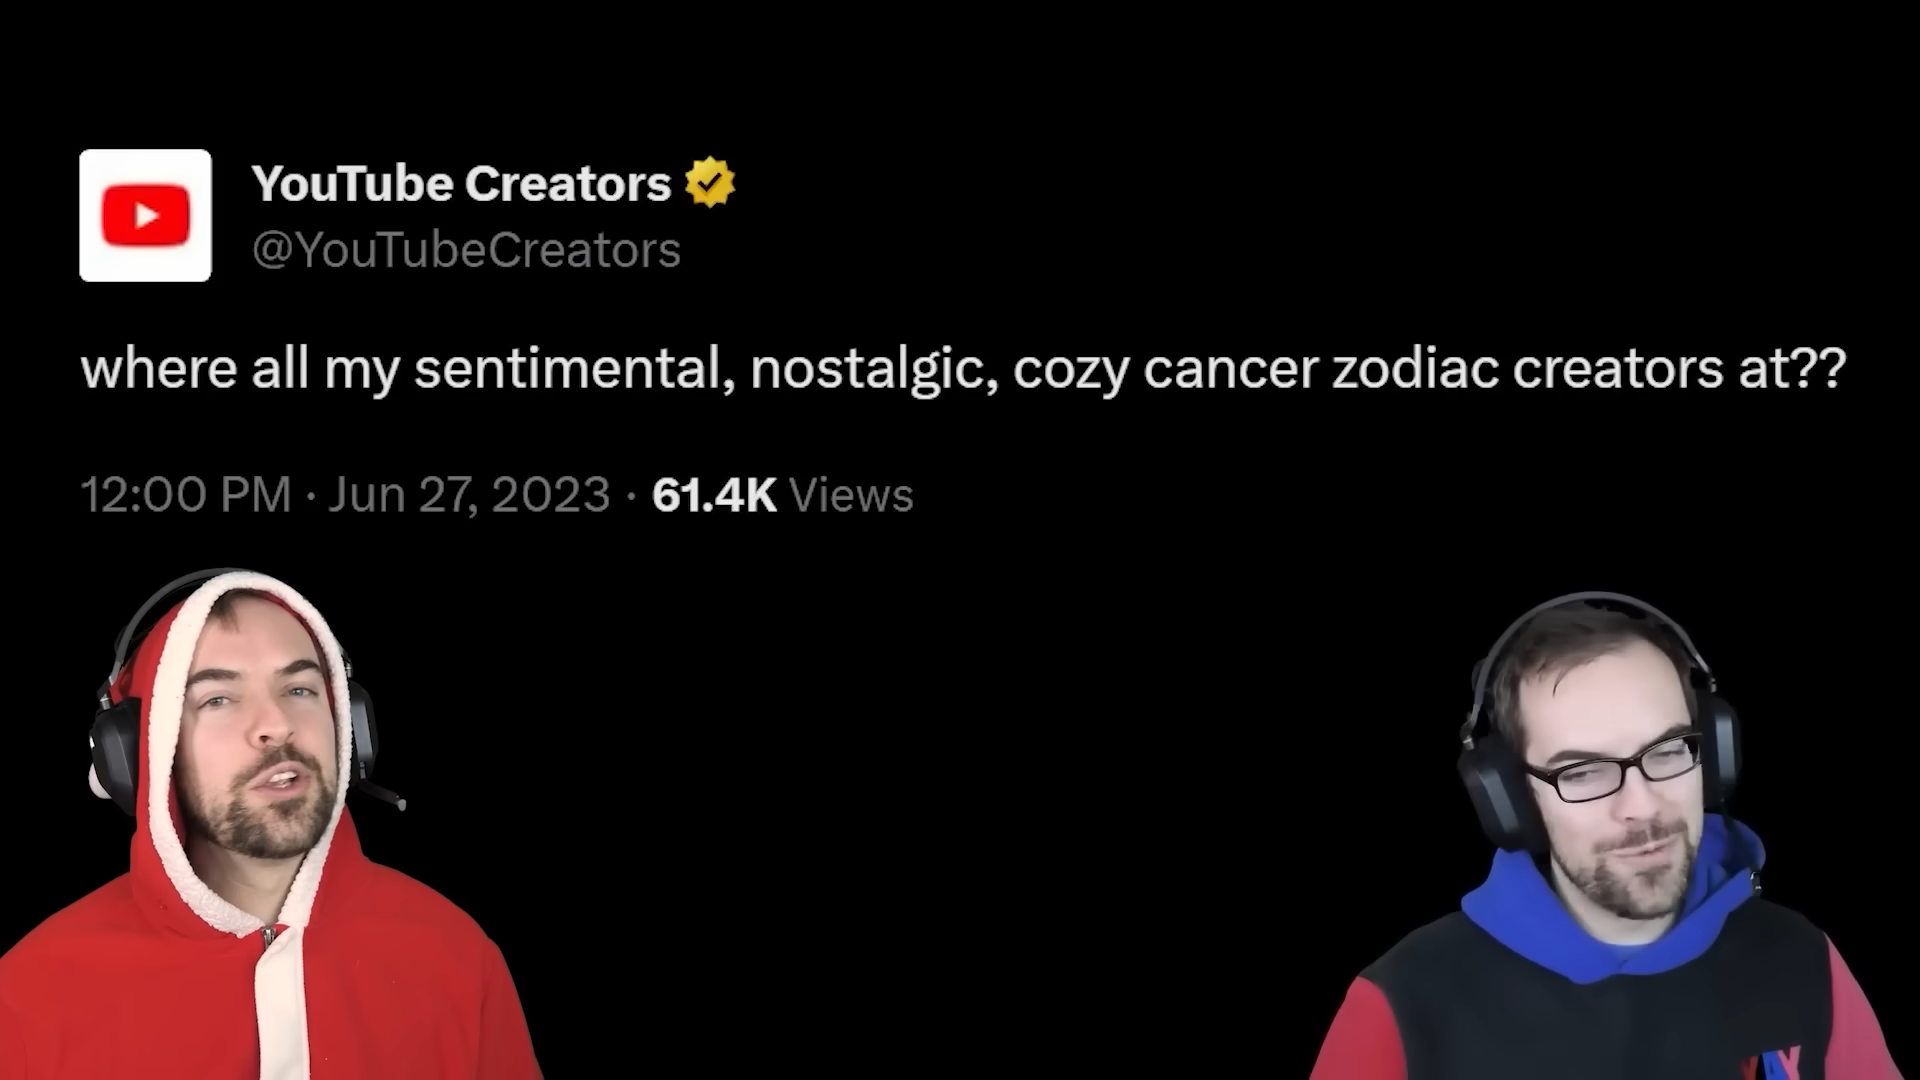 YouTube Creators
@YouTubeCreators
where all my sentimental, nostalgic, cozy cancer zodiac creators at??
12:00 PM · Jun 27, 2023 · 61.4K Views